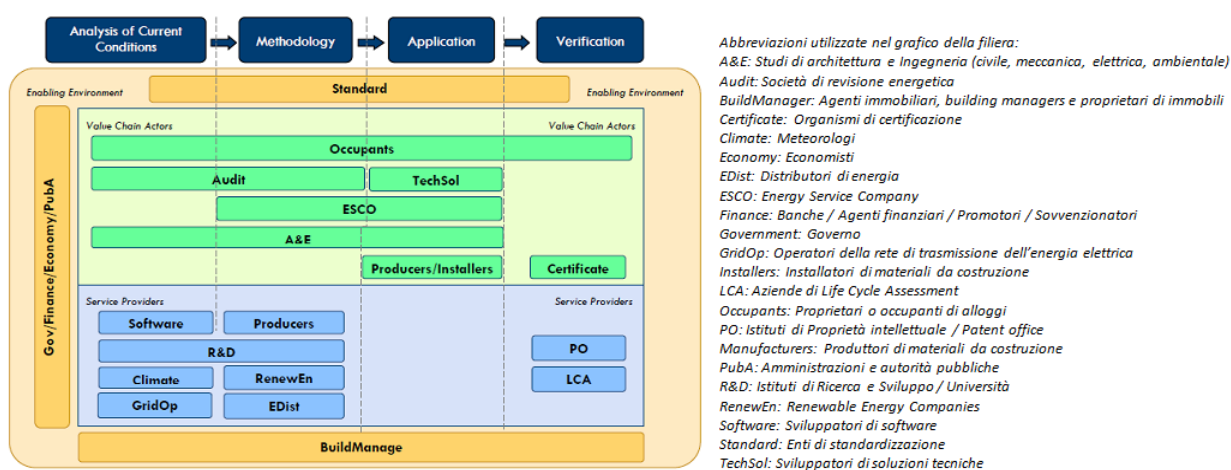 Analysis of Current
Conditions
Methodology
Application
Verification
Enabling Environment
Standard
Enabling Environment
Gov/Finance/Economy/PubA
Value Chain Actors
Value Chain Actors
Occupants
Audit
TechSol
ESCO
A&E
Producers/Installers
Certificate
Service Providers
Service Providers
Software
Producers
R&D
PO
Climate
RenewEn
LCA
GridOp
EDist
BuildManage
Abbreviazioni utilizzate nel grafico della filiera:
A&E: Studi di architettura e Ingegneria (civile, meccanica, elettrica, ambientale)
Audit: Società di revisione energetica
BuildManager: Agenti immobiliari, building managers e proprietari di immobili
Certificate: Organismi di certificazione
Climate: Meteorologi
Economy: Economisti
EDist: Distributori di energia
ESCO: Energy Service Company
Finance: Banche / Agenti finanziari / Promotori / Sovvenzionatori
Government: Governo
GridOp: Operatori della rete di trasmissione dell'energia elettrica
Installers: Installatori di materiali da costruzione
LCA: Aziende di Life Cycle Assessment
Occupants: Proprietari o occupanti di alloggi
PO: Istituti di Proprietà intellettuale / Patent office
Manufacturers: Produttori di materiali da costruzione
PubA: Amministrazioni e autorità pubbliche
R&D: Istituti di Ricerca e Sviluppo / Università
RenewEn: Renewable Energy Companies
Software: Sviluppatori di software
Standard: Enti di standardizzazione
TechSol: Sviluppatori di soluzioni tecniche